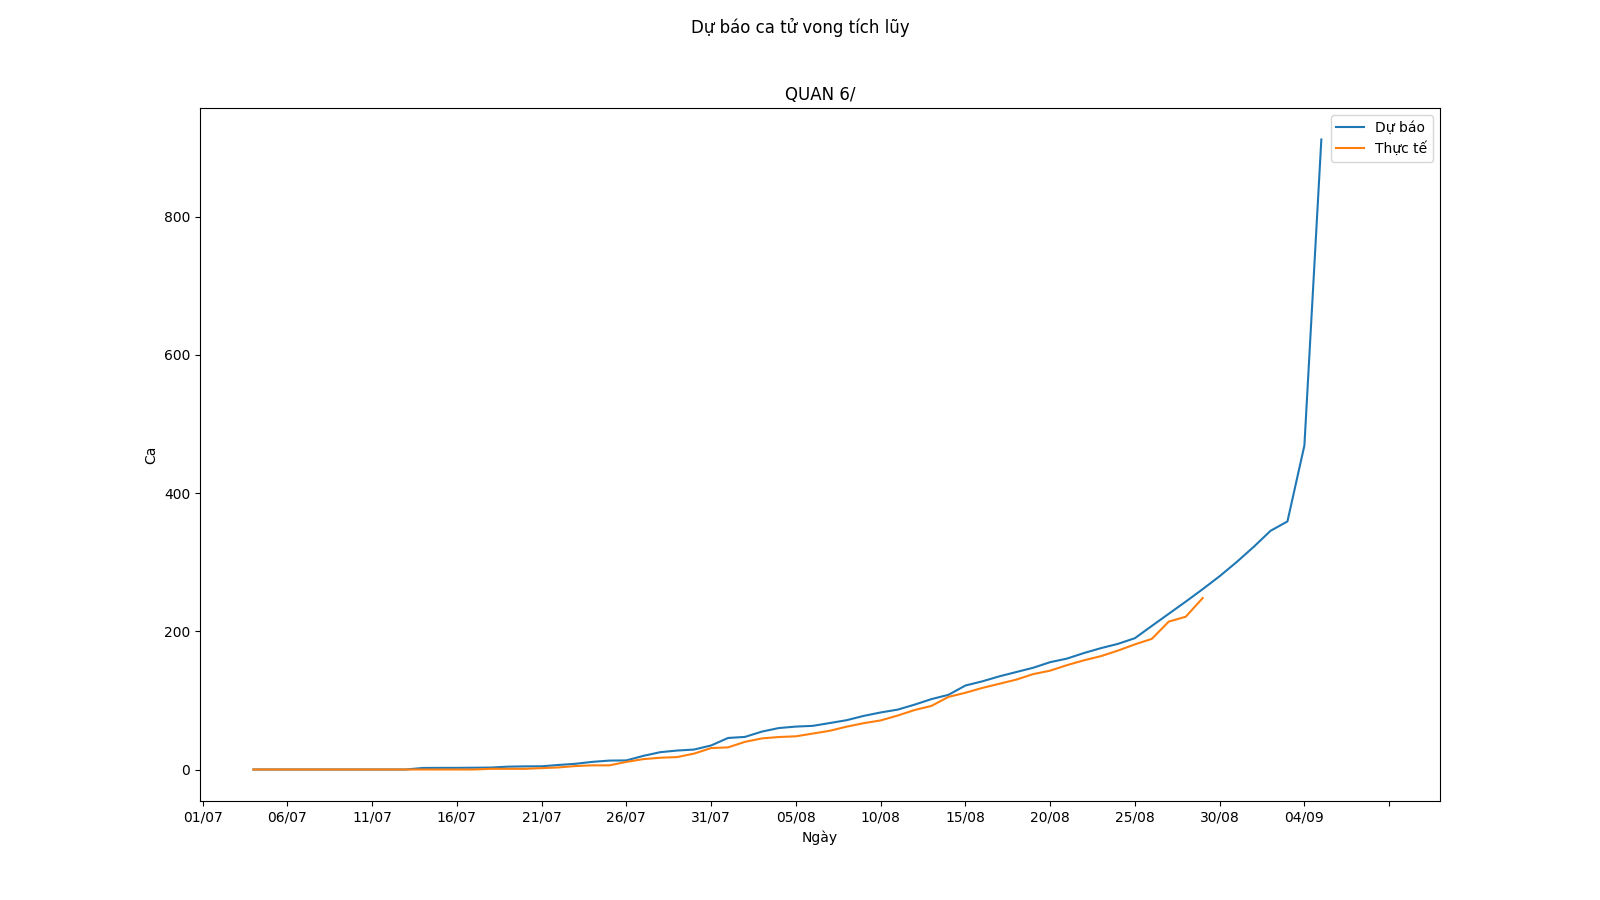 Dự báo ca tử vong tích lũy
QUAN 6/
Dự báo
Thực tế
Ca
800
600
400
200
0
01/07 06/07 11/07 16/07 21/07 26/07 31/07 05/08 10/08 15/08 20/08 25/08 30/08 04/09
Ngày